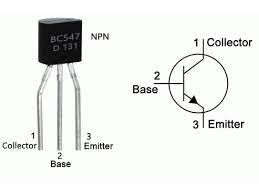 BC547
D 131
NPN
1
Collector
2
Base
3
Emitter
1 Collector
2
Base
3 Emitter